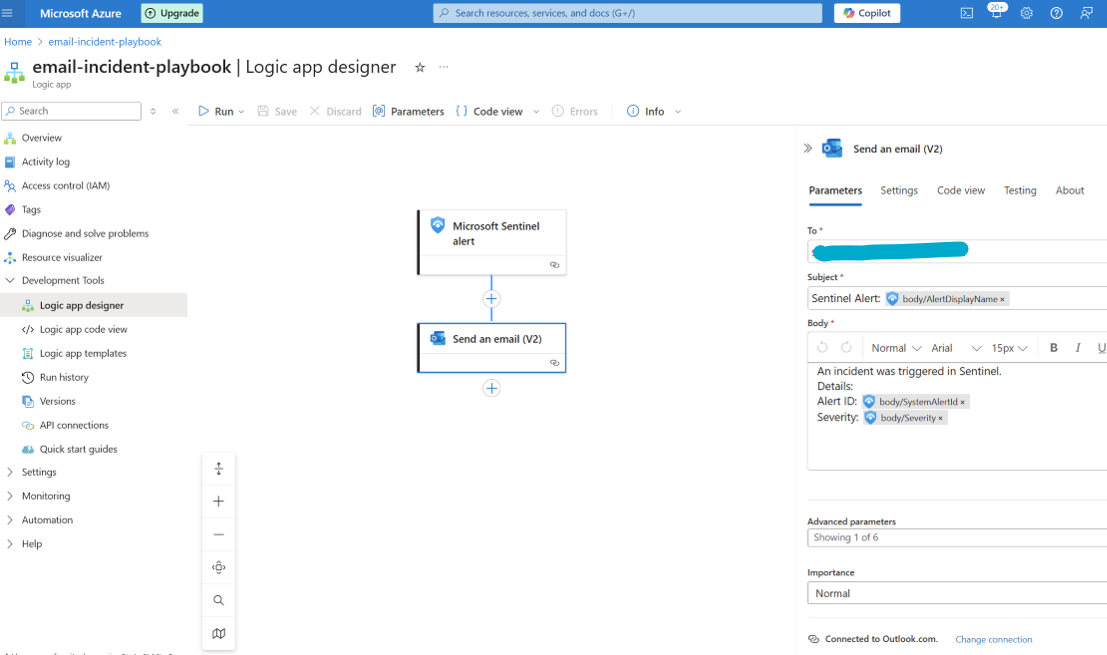 Microsoft Azure
Upgrade
Search resources, services, and docs (G+/)
Copilot
20+
Home > email-incident-playbook
email-incident-playbook | Logic app designer
Logic app
Search
Run
Save
Discard
Parameters
Code view
Errors
Info
Overview
Activity log
Access control (IAM)
Tags
Diagnose and solve problems
Resource visualizer
Development Tools
Logic app designer
Logic app code view
Logic app templates
Run history
Versions
API connections
Quick start guides
Settings
Monitoring
Automation
Help
Microsoft Sentinel
alert
Send an email (V2)
Send an email (V2)
Parameters Settings Code view Testing About
To *
Subject *
Sentinel Alert: body/AlertDisplayName ×
Body *
Normal Arial 15px B I U
An incident was triggered in Sentinel.
Details:
Alert ID: body/SystemAlertId ×
Severity: body/Severity ×
Advanced parameters
Showing 1 of 6
Importance
Normal
Connected to Outlook.com. Change connection